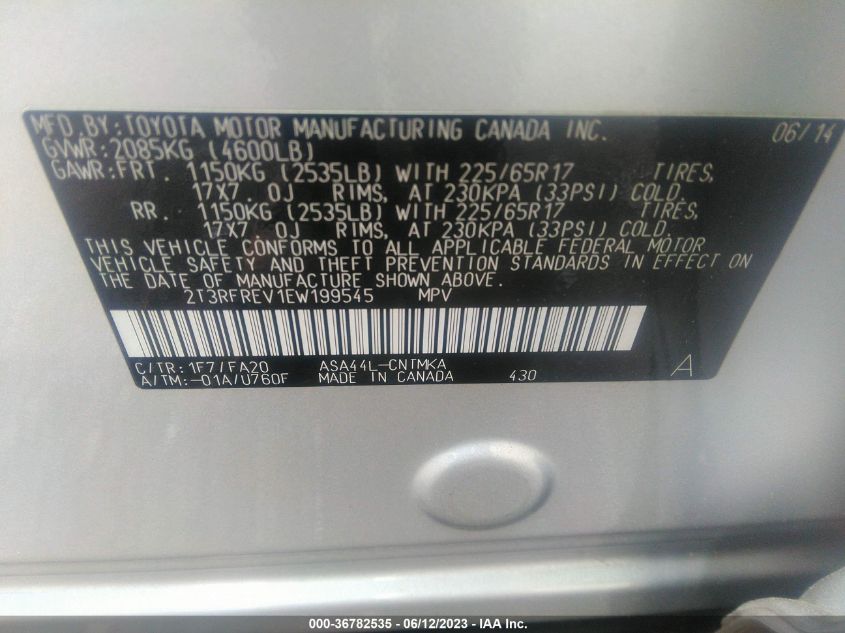 MFD.BY:TOYOTA MOTOR MANUFACTURING CANADA INC. 06/14
GVWR:2085KG (4600LB)
GAWR:FRT. 1150KG (2535LB) WITH 225/65R17 TIRES,
17X7.0J RIMS, AT 230KPA (33PSI) COLD.
RR. 1150KG (2535LB) WITH 225/65R17 TIRES,
17X7.0J RIMS, AT 230KPA (33PSI) COLD.
THIS VEHICLE CONFORMS TO ALL APPLICABLE FEDERAL MOTOR
VEHICLE SAFETY AND THEFT PREVENTION STANDARDS IN EFFECT ON
THE DATE OF MANUFACTURE SHOWN ABOVE.
2T3RFREV1EW199545 MPV
C/TR:1F7/FA20 ASA44L-CNTMKA
A/TM:-01A/U760F MADE IN CANADA 430 A
000-36782535 - 06/12/2023 - IAA Inc.